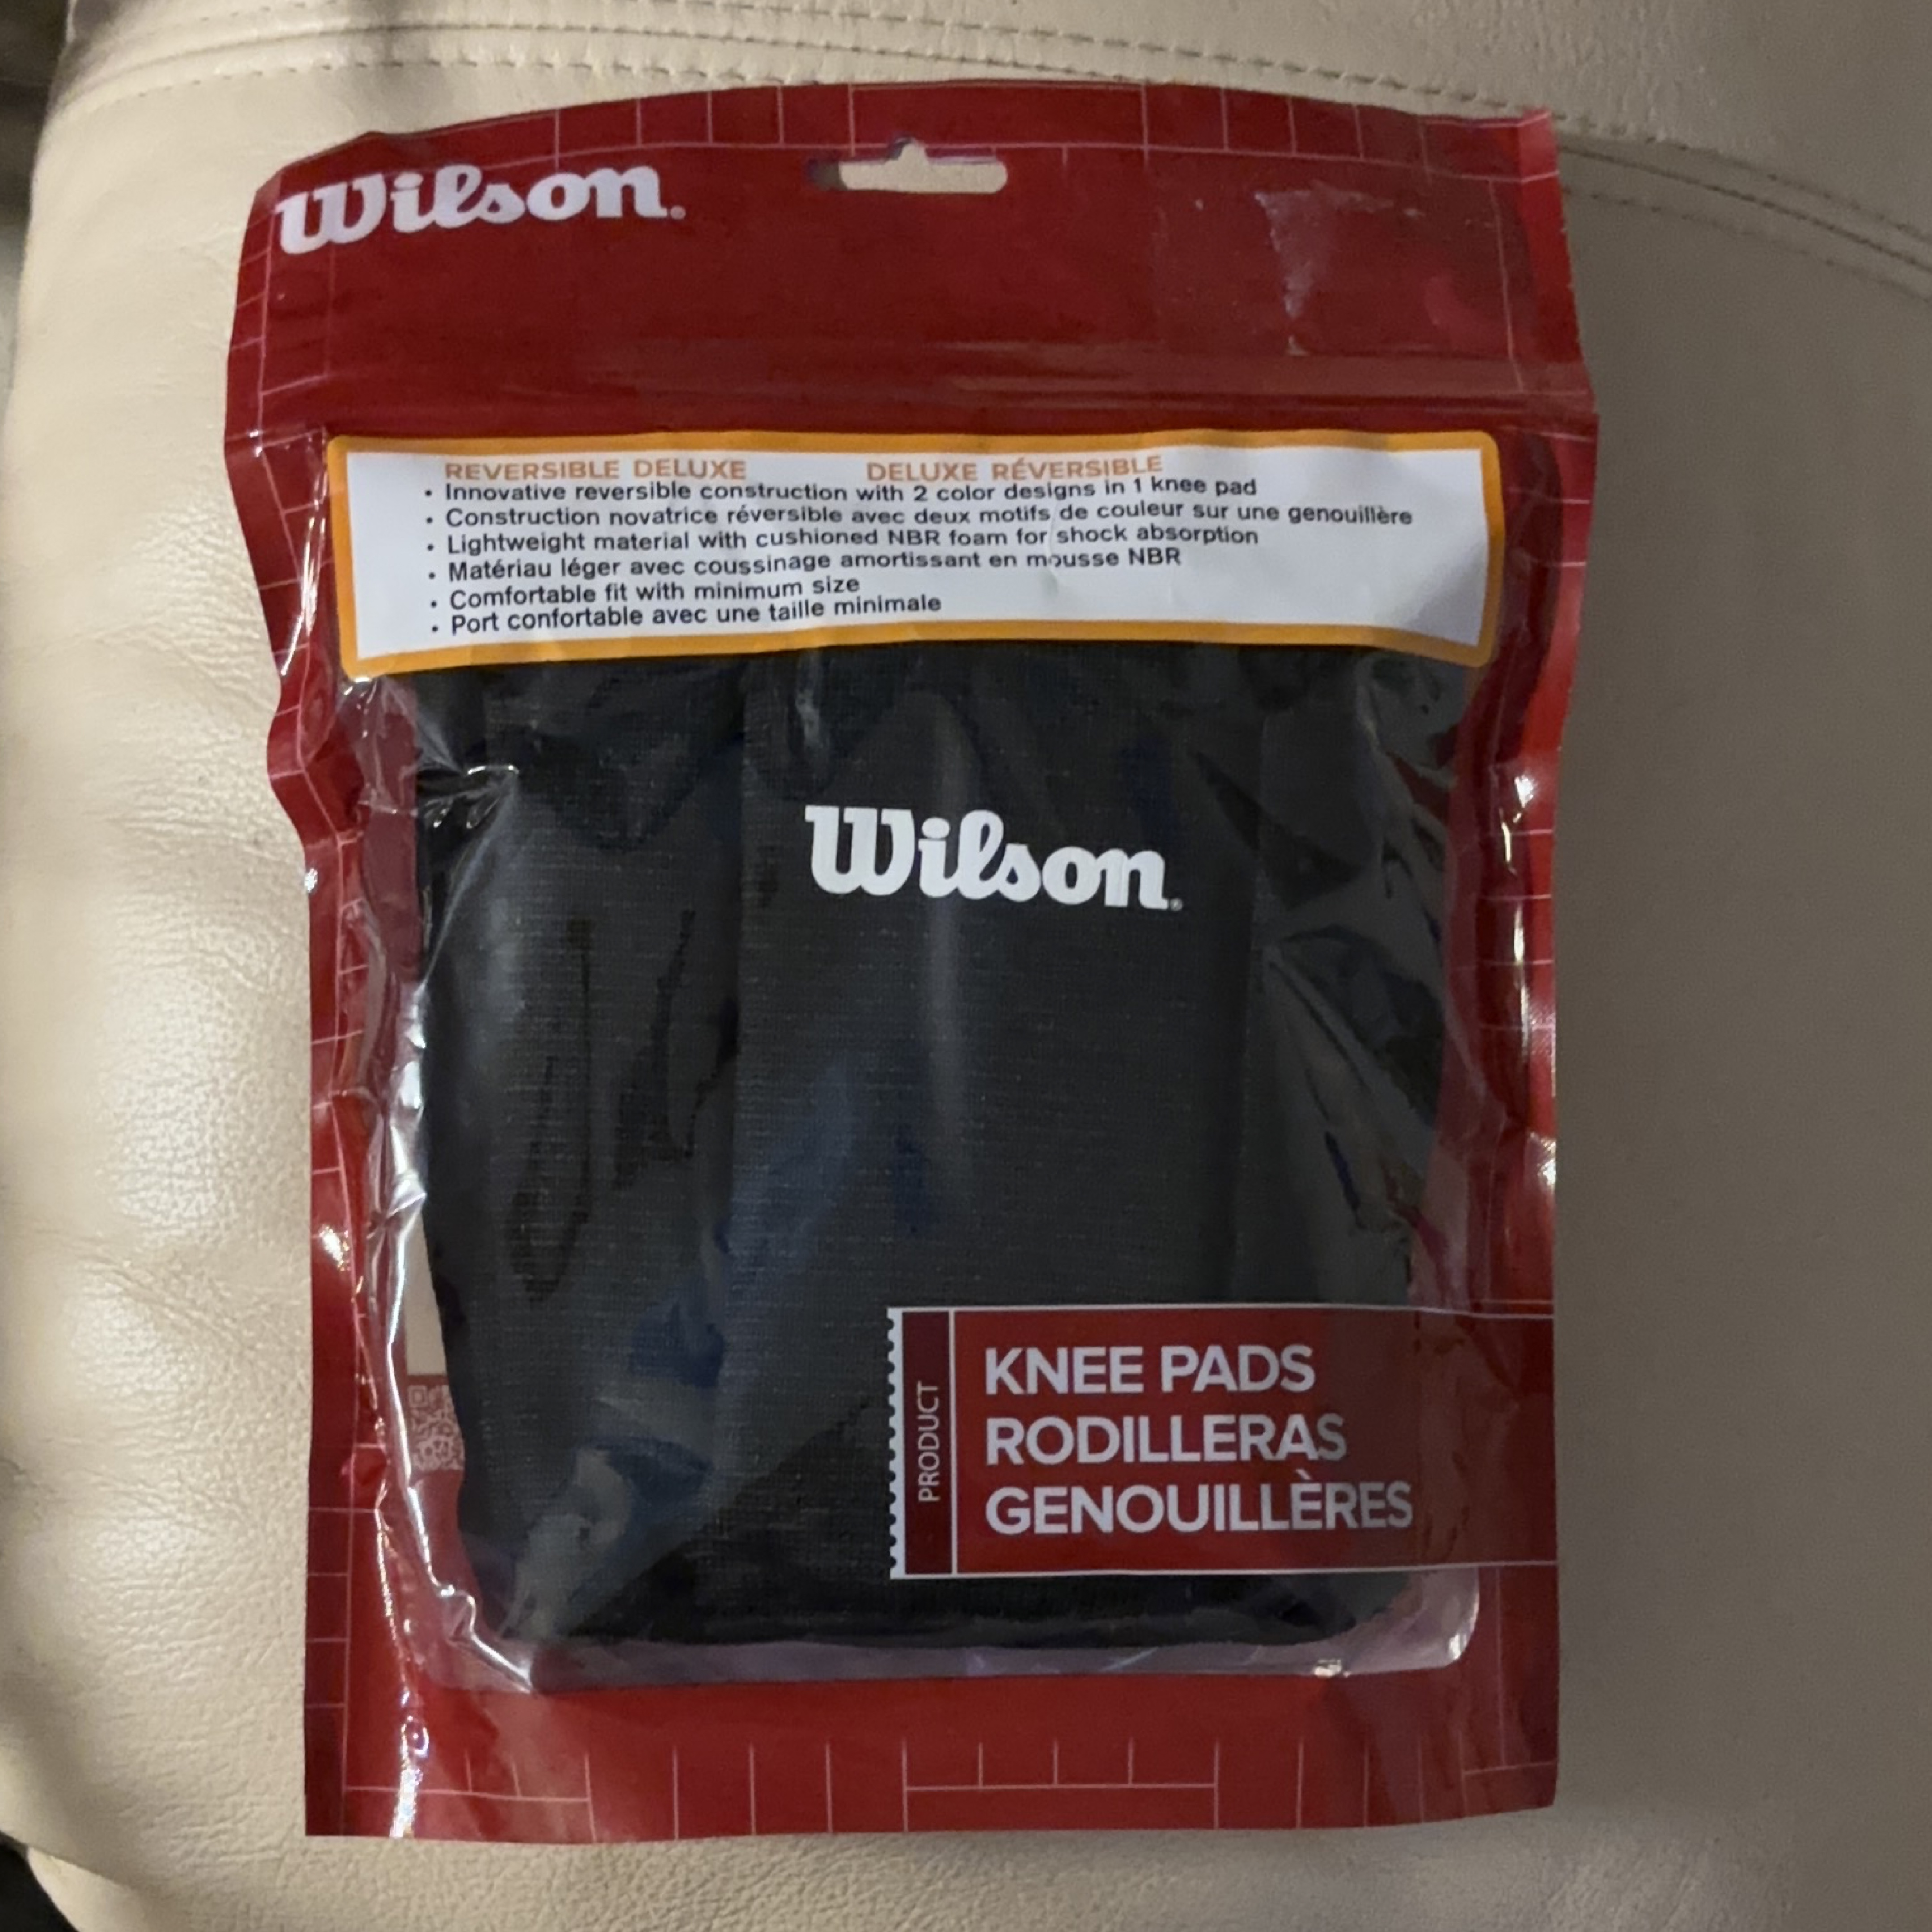 Wilson.
REVERSIBLE DELUXE DELUXE RÉVERSIBLE
• Innovative reversible construction with 2 color designs in 1 knee pad
• Construction novatrice réversible avec deux motifs de couleur sur une genouillère
• Lightweight material with cushioned NBR foam for shock absorption
• Matériau léger avec coussinage amortissant en mousse NBR
• Comfortable fit with minimum size
• Port confortable avec une taille minimale
Wilson.
PRODUCT
KNEE PADS
RODILLERAS
GENOUILLÈRES